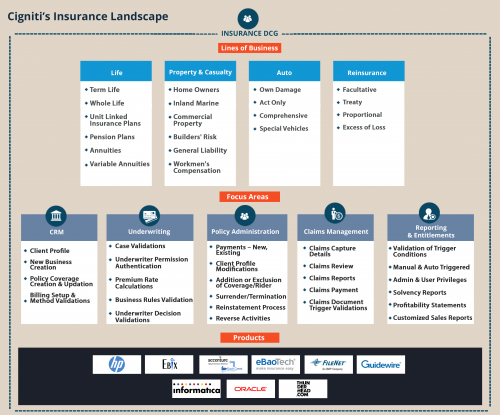 Cigniti's Insurance Landscape
INSURANCE DCG
Lines of Business
Life
Term Life
Whole Life
Unit Linked
Insurance Plans
Pension Plans
Annuities
Variable Annuities
Property & Casualty
Home Owners
Inland Marine
Commercial
Property
Builders' Risk
General Liability
Workmen's
Compensation
Auto
Own Damage
Act Only
Comprehensive
Special Vehicles
Reinsurance
Facultative
Treaty
Proportional
Excess of Loss
Focus Areas
CRM
Client Profile
New Business
Creation
Policy Coverage
Creation & Updation
Billing Setup &
Method Validations
Underwriting
Case Validations
Underwriter Permission
Authentication
Premium Rate
Calculations
Business Rules Validation
Underwriter Decision
Validations
Policy Administration
Payments – New,
Existing
Client Profile
Modifications
Addition or Exclusion
of Coverage/Rider
Surrender/Termination
Reinstatement Process
Reverse Activities
Claims Management
Claims Capture
Details
Claims Review
Claims Reports
Claims Payment
Claims Document
Trigger Validations
Reporting
& Entitlements
Validation of Trigger
Conditions
Manual & Auto Triggered
Admin & User Privileges
Solvency Reports
Profitability Statements
Customized Sales Reports
Products
hp
EBIX
accenture
eBaoTech
FILENET
Guidewire
informatica
ORACLE
THUN
DER
HEAD
.COM